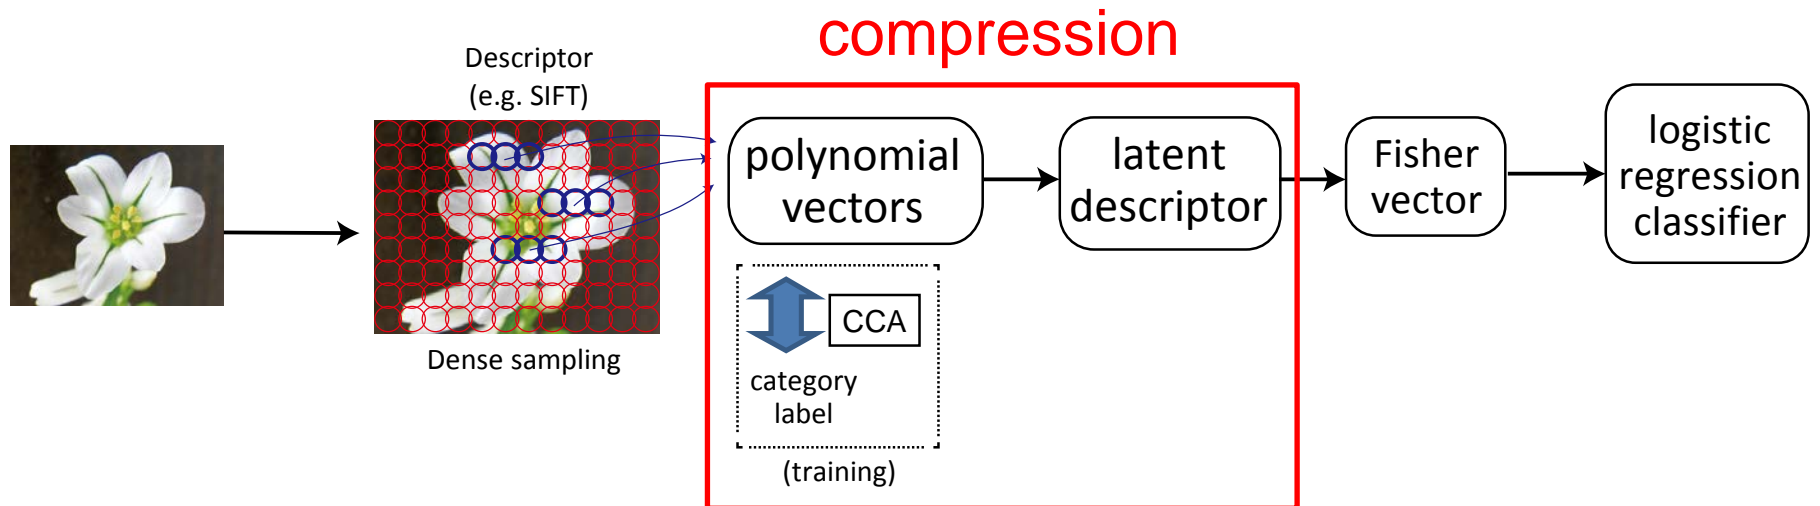 compression
Descriptor
(e.g. SIFT)
Dense sampling
polynomial
vectors
latent
descriptor
Fisher
vector
logistic
regression
classifier
CCA
category
label
(training)